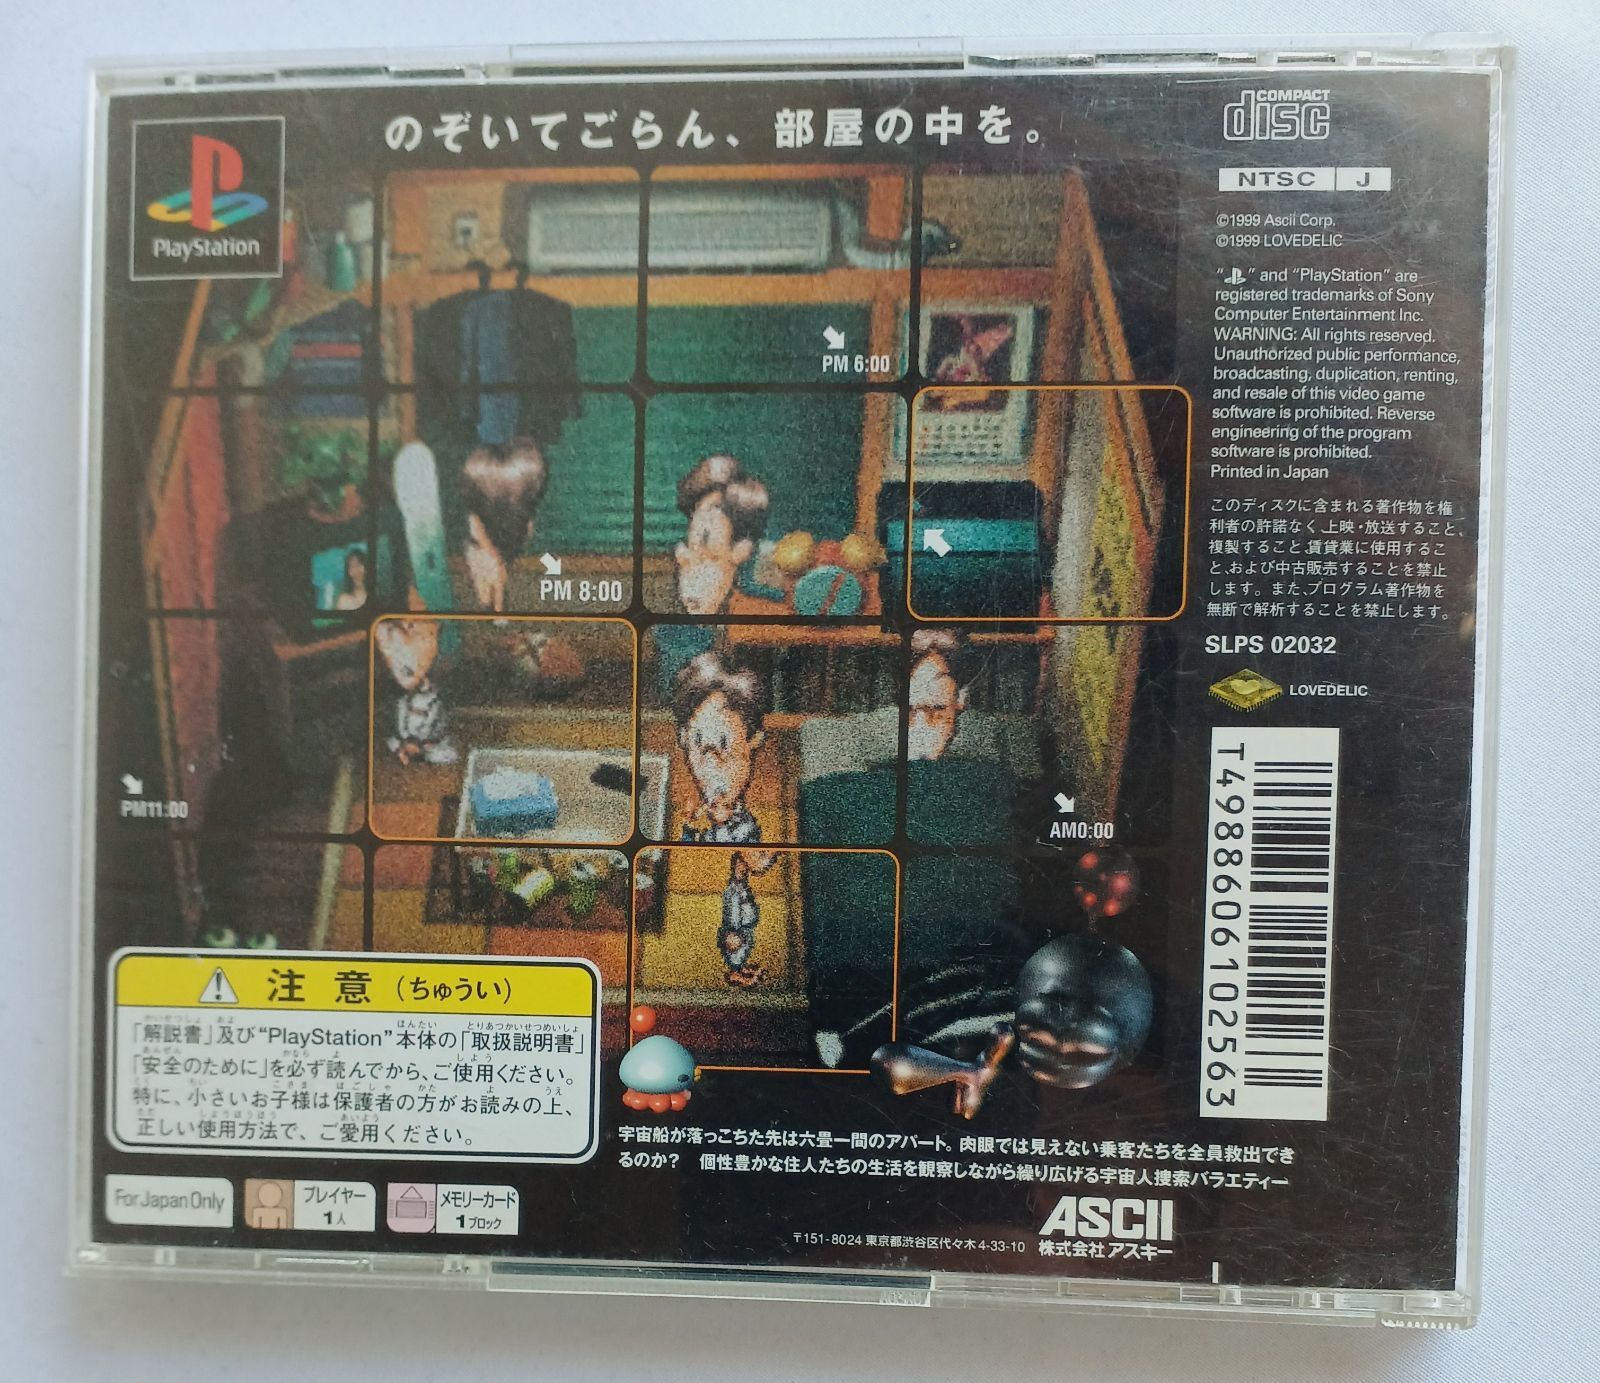 のぞいてごらん、部屋の中を。
PlayStation
COMPACT
disc
NTSC J
©1999 Ascii Corp.
©1999 LOVEDELIC
" " and "PlayStation" are
registered trademarks of Sony
Computer Entertainment Inc.
WARNING: All rights reserved.
Unauthorized public performance,
broadcasting, duplication, renting,
and resale of this video game
software is prohibited. Reverse
engineering of the program
software is prohibited.
Printed in Japan
このディスクに含まれる著作物を権
利者の許諾なく、上映・放送すること、
複製すること、賃貸業に使用するこ
と、および中古販売することを禁止
します。また、プログラム著作物を
無断で解析することを禁止します。
SLPS 02032
LOVEDELIC
T4988606102563
PM 6:00
PM 8:00
PM11:00
AM0:00
注意(ちゅうい)
「解説書」及び"PlayStation"本体の「取扱説明書」
「安全のために」を必ず読んでから、ご使用ください。
特に、小さいお子様は保護者の方がお読みの上、
正しい使用方法で、ご愛用ください。
宇宙船が落っこちた先は六畳一間のアパート。肉眼では見えない乗客たちを全員救出でき
るのか? 個性豊かな住人たちの生活を観察しながら繰り広げる宇宙人捜索バラエティー
For Japan Only
プレイヤー
1人
メモリーカード
1ブロック
ASCII
〒151-8024 東京都渋谷区代々木4-33-10 株式会社アスキー